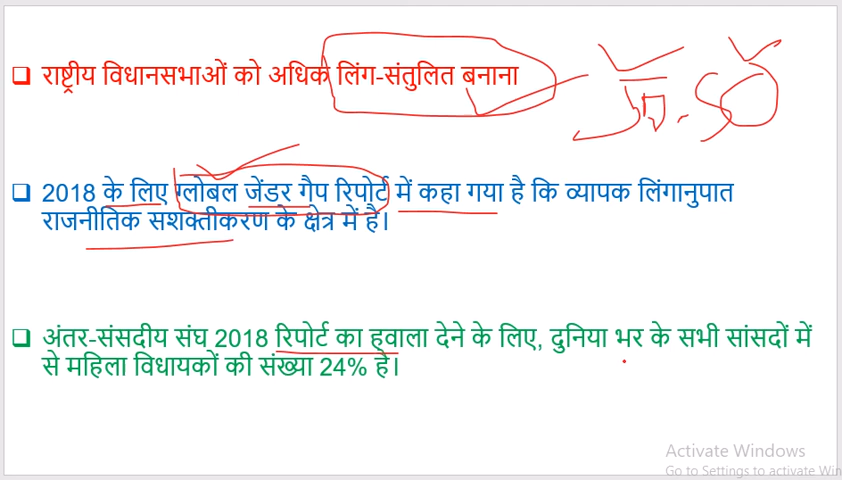 राष्ट्रीय विधानसभाओं को अधिक लिंग-संतुलित बनाना
2018 के लिए ग्लोबल जेंडर गैप रिपोर्ट में कहा गया है कि व्यापक लिंगानुपात
राजनीतिक सशक्तीकरण के क्षेत्र में है।
अंतर-संसदीय संघ 2018 रिपोर्ट का हवाला देने के लिए, दुनिया भर के सभी सांसदों में
से महिला विधायकों की संख्या 24% है।
Activate Windows
Go to Settings to activate Win